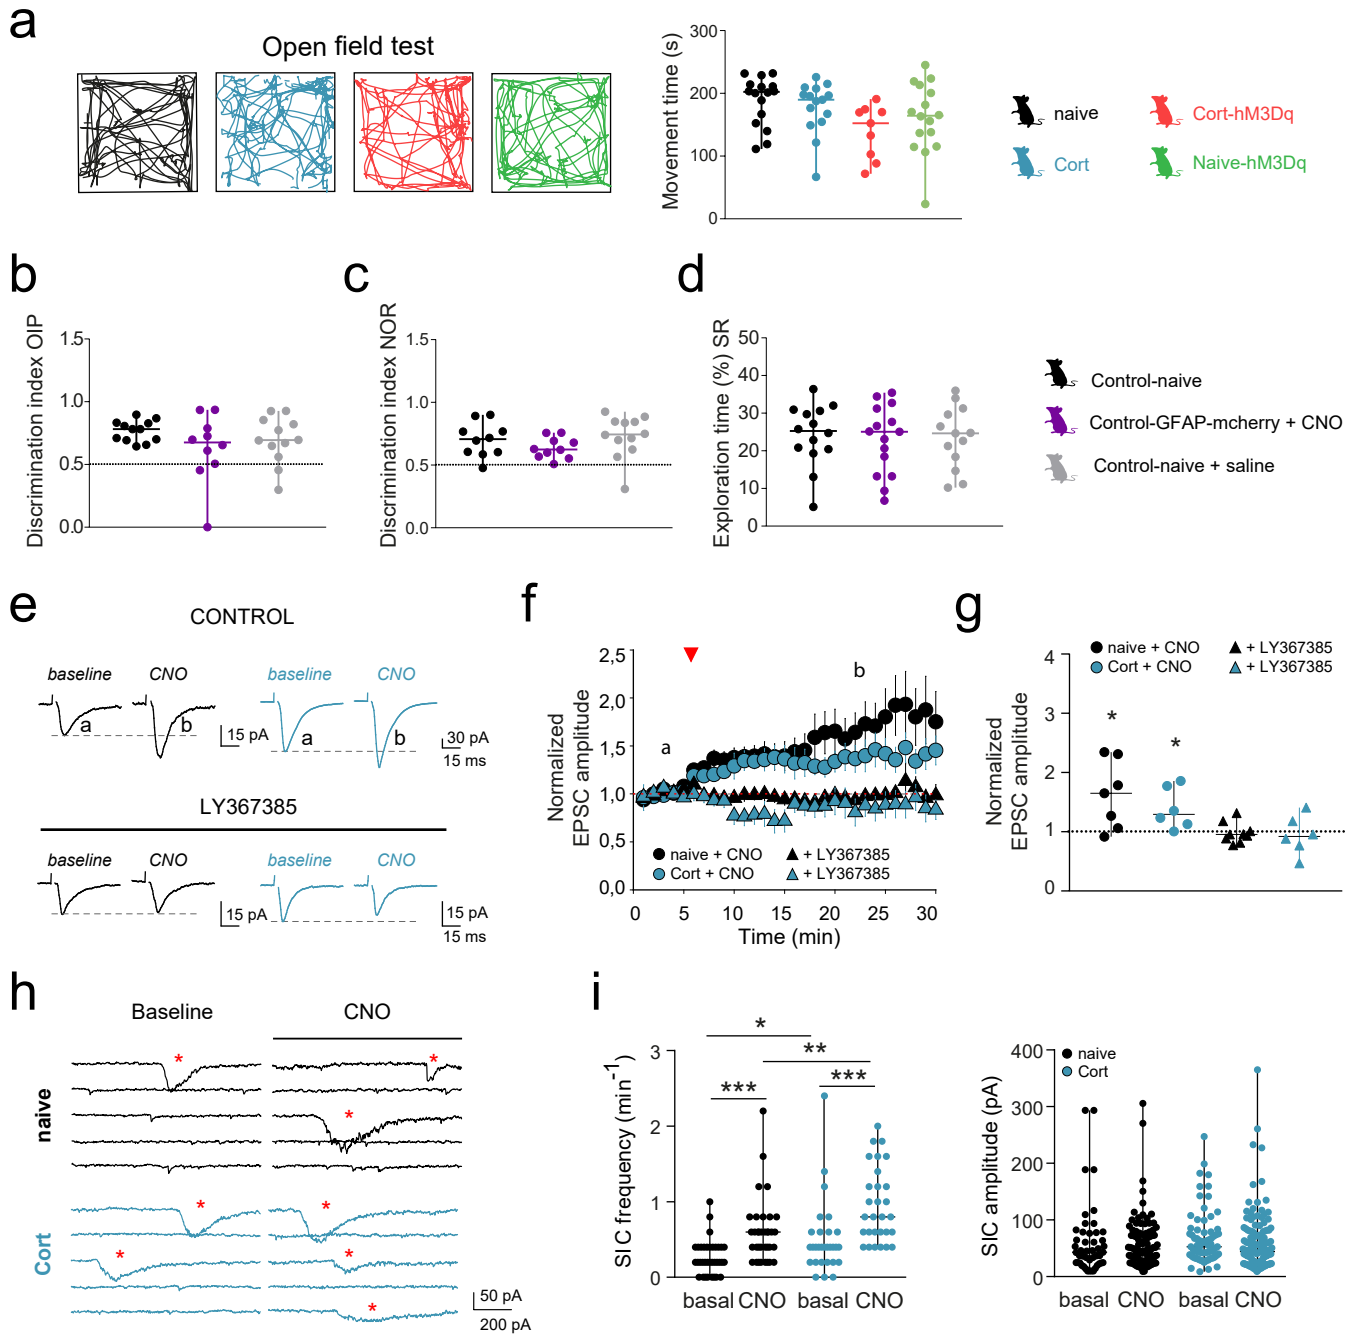 a
Open field test
Movement time (s)
300
200
100
0
naive
Cort
Cort-hM3Dq
Naive-hM3Dq
b
Discrimination index OIP
1.5
1.0
0.5
0.0
c
Discrimination index NOR
1.5
1.0
0.5
0.0
d
Exploration time (%) SR
50
40
30
20
10
0
Control-naive
Control-GFAP-mcherry + CNO
Control-naive + saline
e
CONTROL
baseline CNO baseline CNO
a b a b
15 pA
30 pA
15 ms
LY367385
baseline CNO baseline CNO
15 pA
15 pA
15 ms
f
Normalized
EPSC amplitude
2,5
2,0
1,5
1,0
0,5
0,0
a
b
naive + CNO + LY367385
Cort + CNO + LY367385
0 5 10 15 20 25 30
Time (min)
g
naive + CNO + LY367385
Cort + CNO + LY367385
Normalized
EPSC amplitude
4
3
2
1
0
* *
h
Baseline CNO
naive
* *
*
Cort
* *
* *
*
50 pA
200 pA
i
SIC frequency (min-1)
3
2
1
0
*
**
*** ***
basal CNO basal CNO
SIC amplitude (pA)
400
300
200
100
0
naive
Cort
basal CNO basal CNO